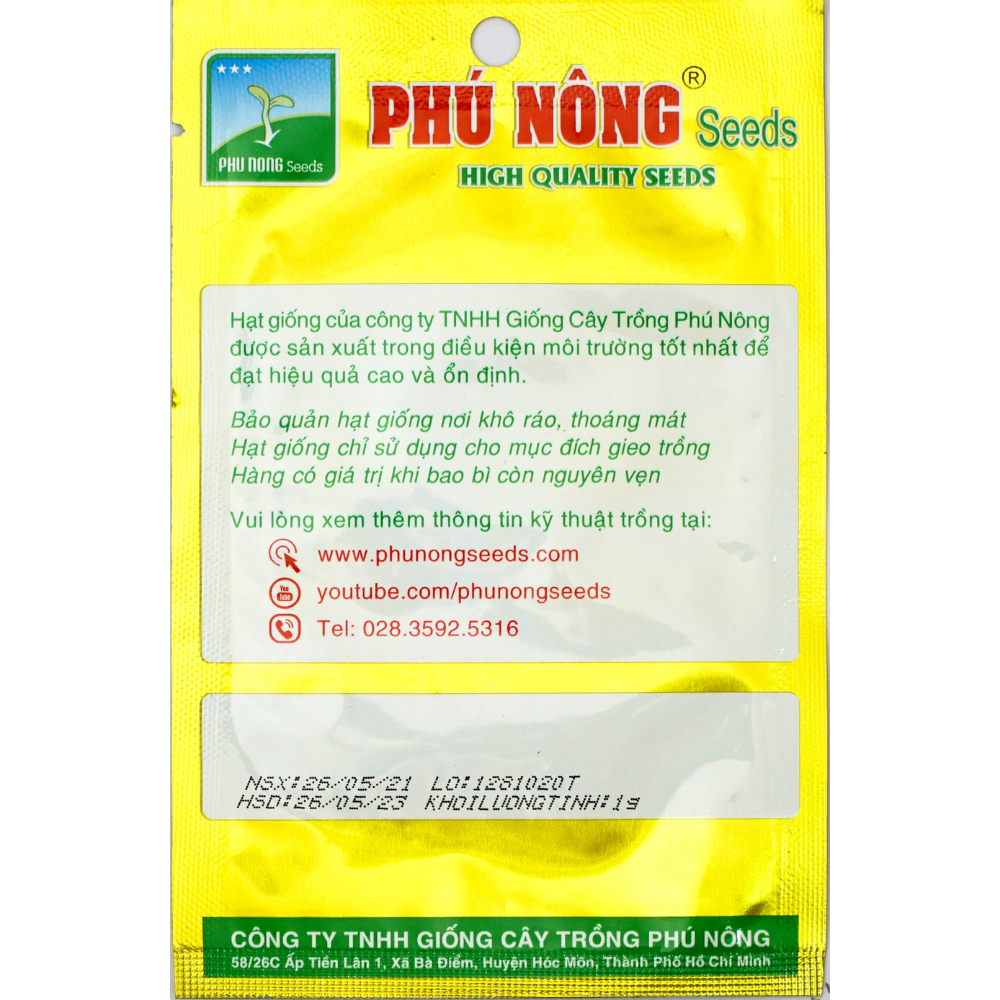 PHU NONG Seeds
PHÚ NÔNG® Seeds
HIGH QUALITY SEEDS
Hạt giống của công ty TNHH Giống Cây Trồng Phú Nông
được sản xuất trong điều kiện môi trường tốt nhất để
đạt hiệu quả cao và ổn định.
Bảo quản hạt giống nơi khô ráo, thoáng mát
Hạt giống chỉ sử dụng cho mục đích gieo trồng
Hàng có giá trị khi bao bì còn nguyên vẹn
Vui lòng xem thêm thông tin kỹ thuật trồng tại:
www.phunongseeds.com
You Tube
youtube.com/phunongseeds
Tel: 028.3592.5316
NSX:26/05/21 LO:1261020T
HSD:26/05/23 KHOILUONGTINH:1g
CÔNG TY TNHH GIỐNG CÂY TRỒNG PHÚ NÔNG
58/26C Ấp Tiền Lân 1, Xã Bà Điểm, Huyện Hóc Môn, Thành Phố Hồ Chí Minh